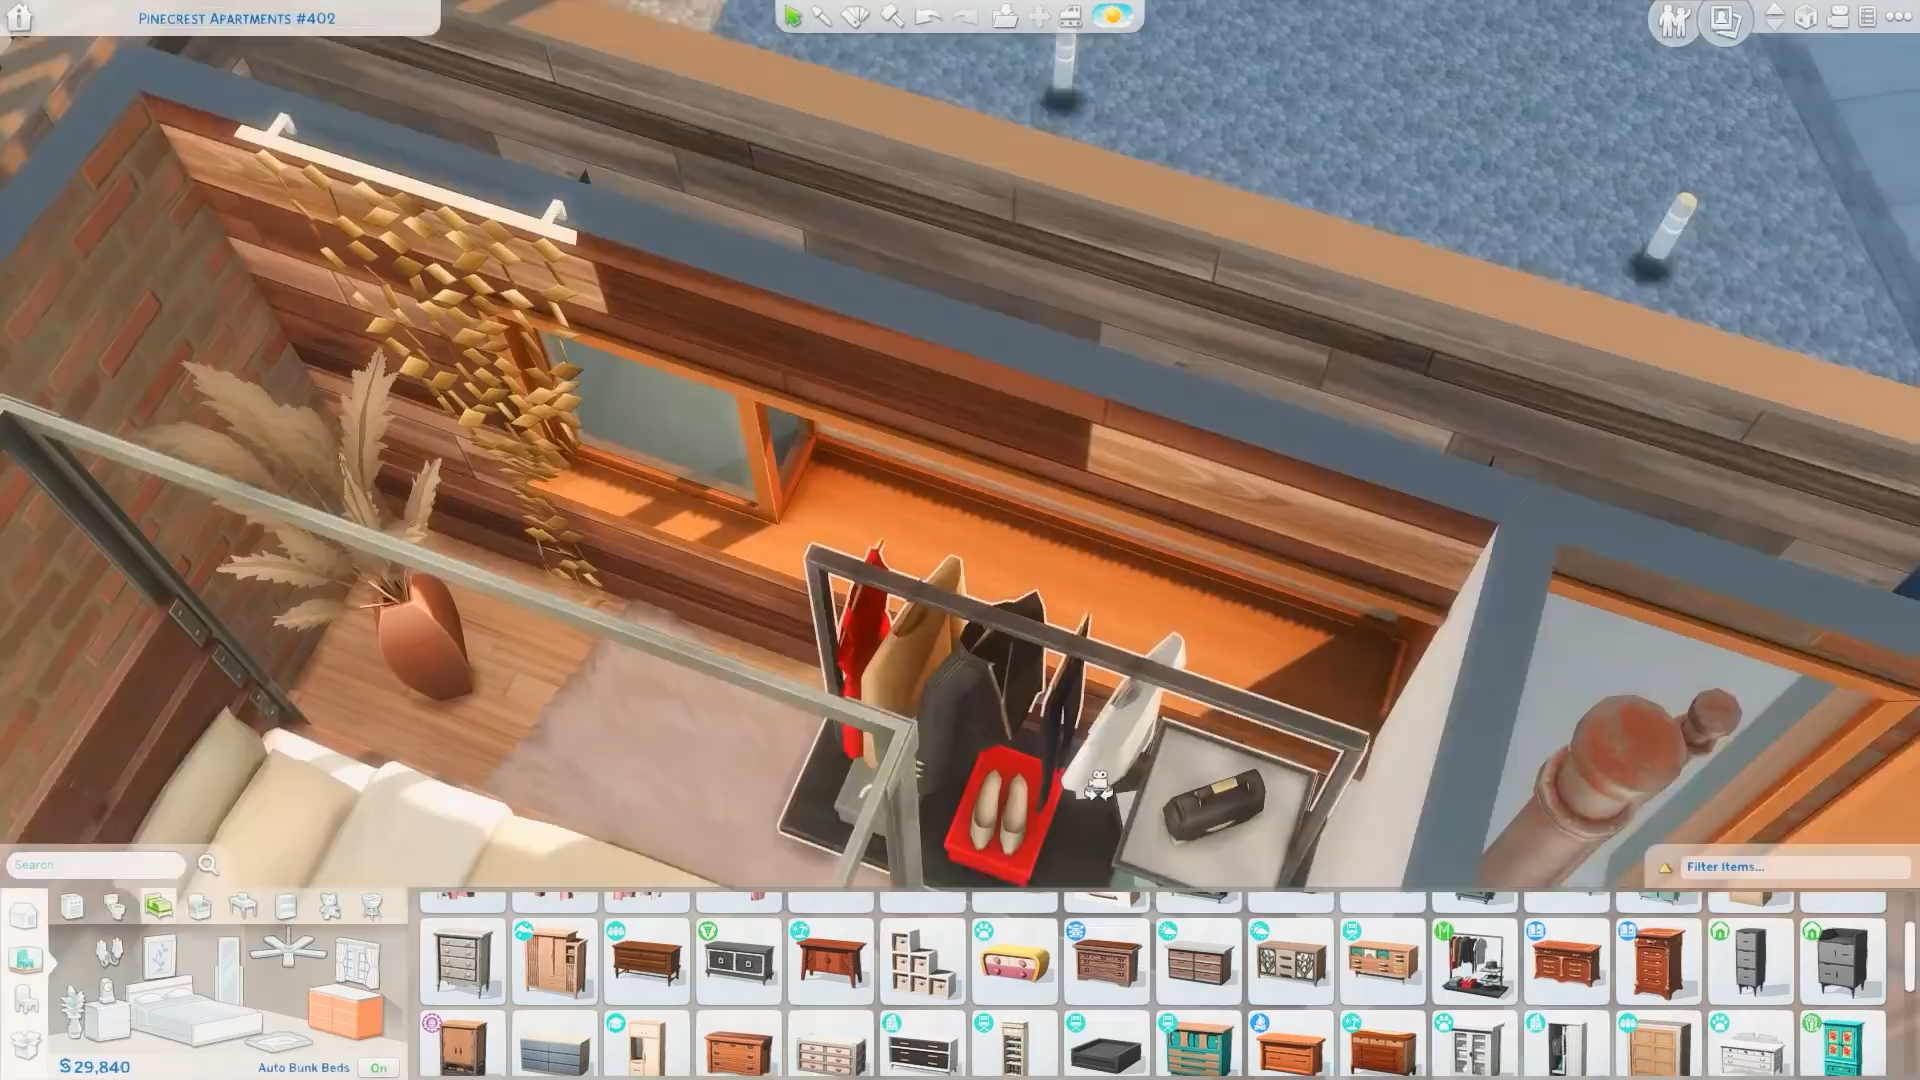 PINECREST APARTMENTS #402
Search
Filter Items...
§29,840
Auto Bunk Beds
On